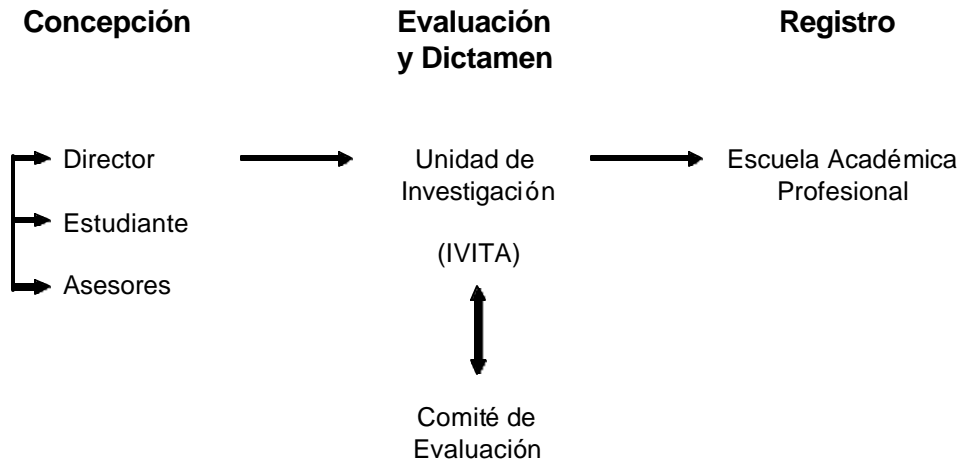 Concepción
Evaluación
y Dictamen
Registro
Director
Estudiante
Asesores
Unidad de
Investigación
(IVITA)
Comité de
Evaluación
Escuela Académica
Profesional